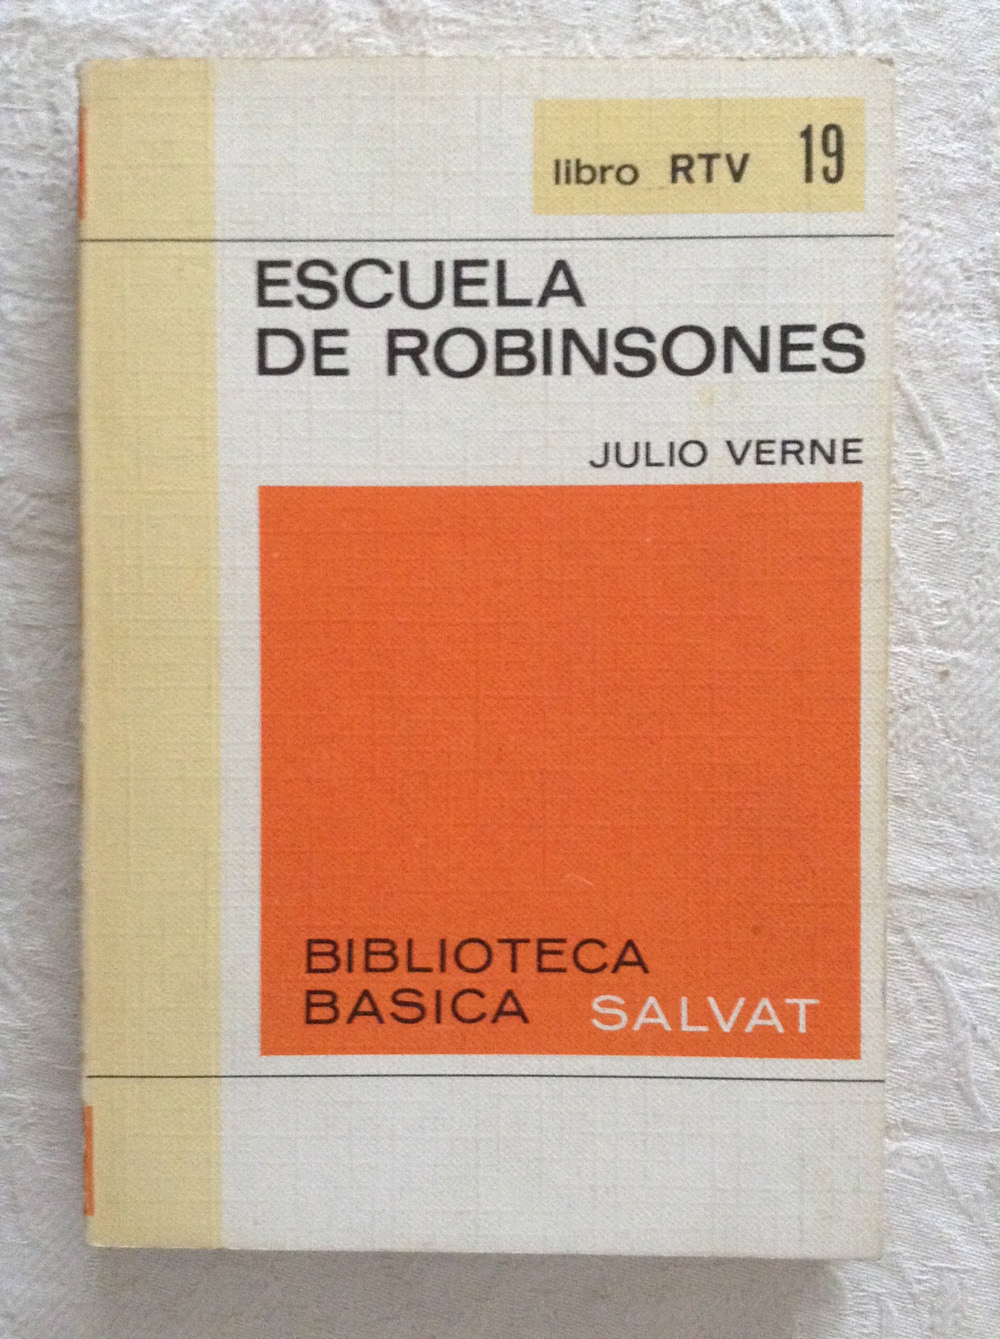 libro RTV 19
ESCUELA
DE ROBINSONES
JULIO VERNE
BIBLIOTECA
BASICA SALVAT